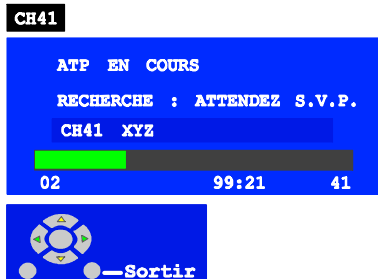 CH41
ATP EN COURS
RECHERCHE : ATTENDEZ S.V.P.
CH41 XYZ
02 99:21 41
Sortir